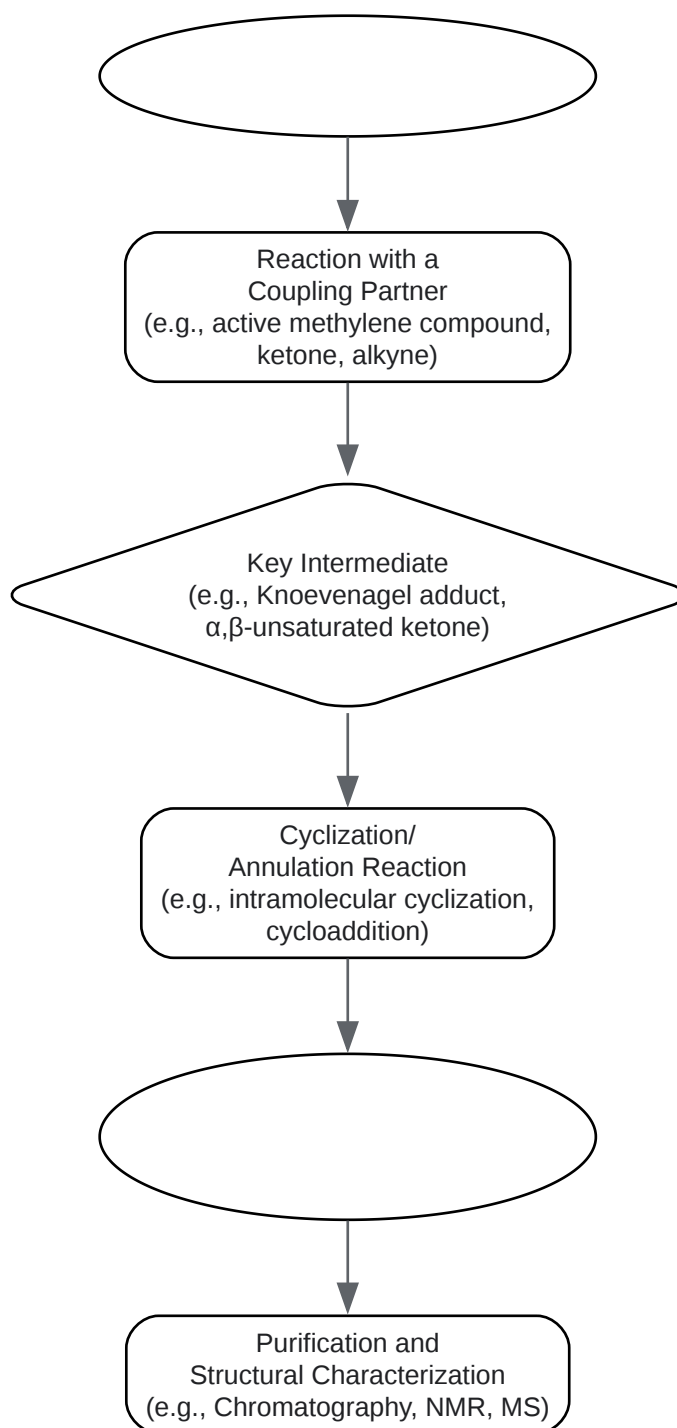 Reaction with a
Coupling Partner
(e.g., active methylene compound,
ketone, alkyne)
Key Intermediate
(e.g., Knoevenagel adduct,
α,β-unsaturated ketone)
Cyclization/
Annulation Reaction
(e.g., intramolecular cyclization,
cycloaddition)
Purification and
Structural Characterization
(e.g., Chromatography, NMR, MS)